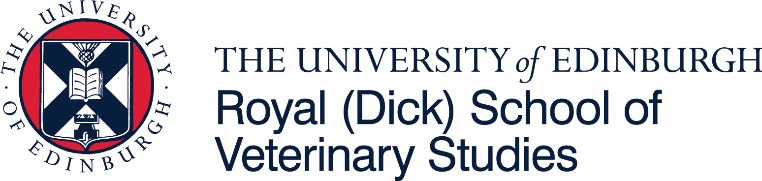 THE UNIVERSITY
OF EDINBURGH
THE UNIVERSITY of EDINBURGH
Royal (Dick) School of
Veterinary Studies